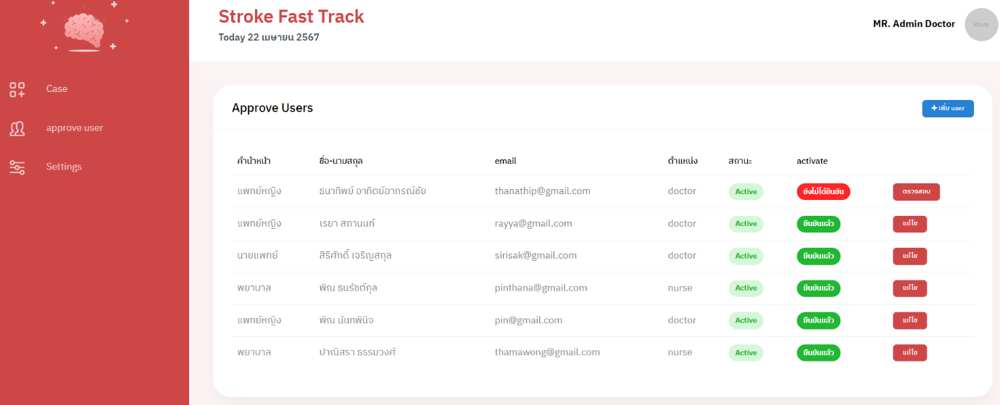 Stroke Fast Track
Today 22 เมษายน 2567
MR. Admin Doctor
100x100
Case
approve user
Settings
Approve Users
+ เพิ่ม user
คำนำหน้า ชื่อ-นามสกุล email ตำแหน่ง สถานะ activate
แพทย์หญิง ธนาทิพย์ อาทิตย์อาภรณ์ชัย thanathip@gmail.com doctor Active ยังไม่ได้ยืนยัน ตรวจสอบ
แพทย์หญิง เรยา สถานนท์ rayya@gmail.com doctor Active ยืนยันแล้ว แก้ไข
นายแพทย์ สิริศักดิ์ เจริญสกุล sirisak@gmail.com doctor Active ยืนยันแล้ว แก้ไข
พยาบาล พิณ ธนรัชต์กุล pinthana@gmail.com nurse Active ยืนยันแล้ว แก้ไข
แพทย์หญิง พิณ นันทพินิจ pin@gmail.com doctor Active ยืนยันแล้ว แก้ไข
พยาบาล ปาณิสรา ธรรมวงศ์ thamawong@gmail.com nurse Active ยืนยันแล้ว แก้ไข